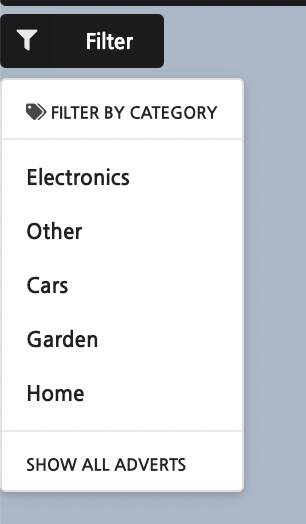 Filter
FILTER BY CATEGORY
Electronics
Other
Cars
Garden
Home
SHOW ALL ADVERTS